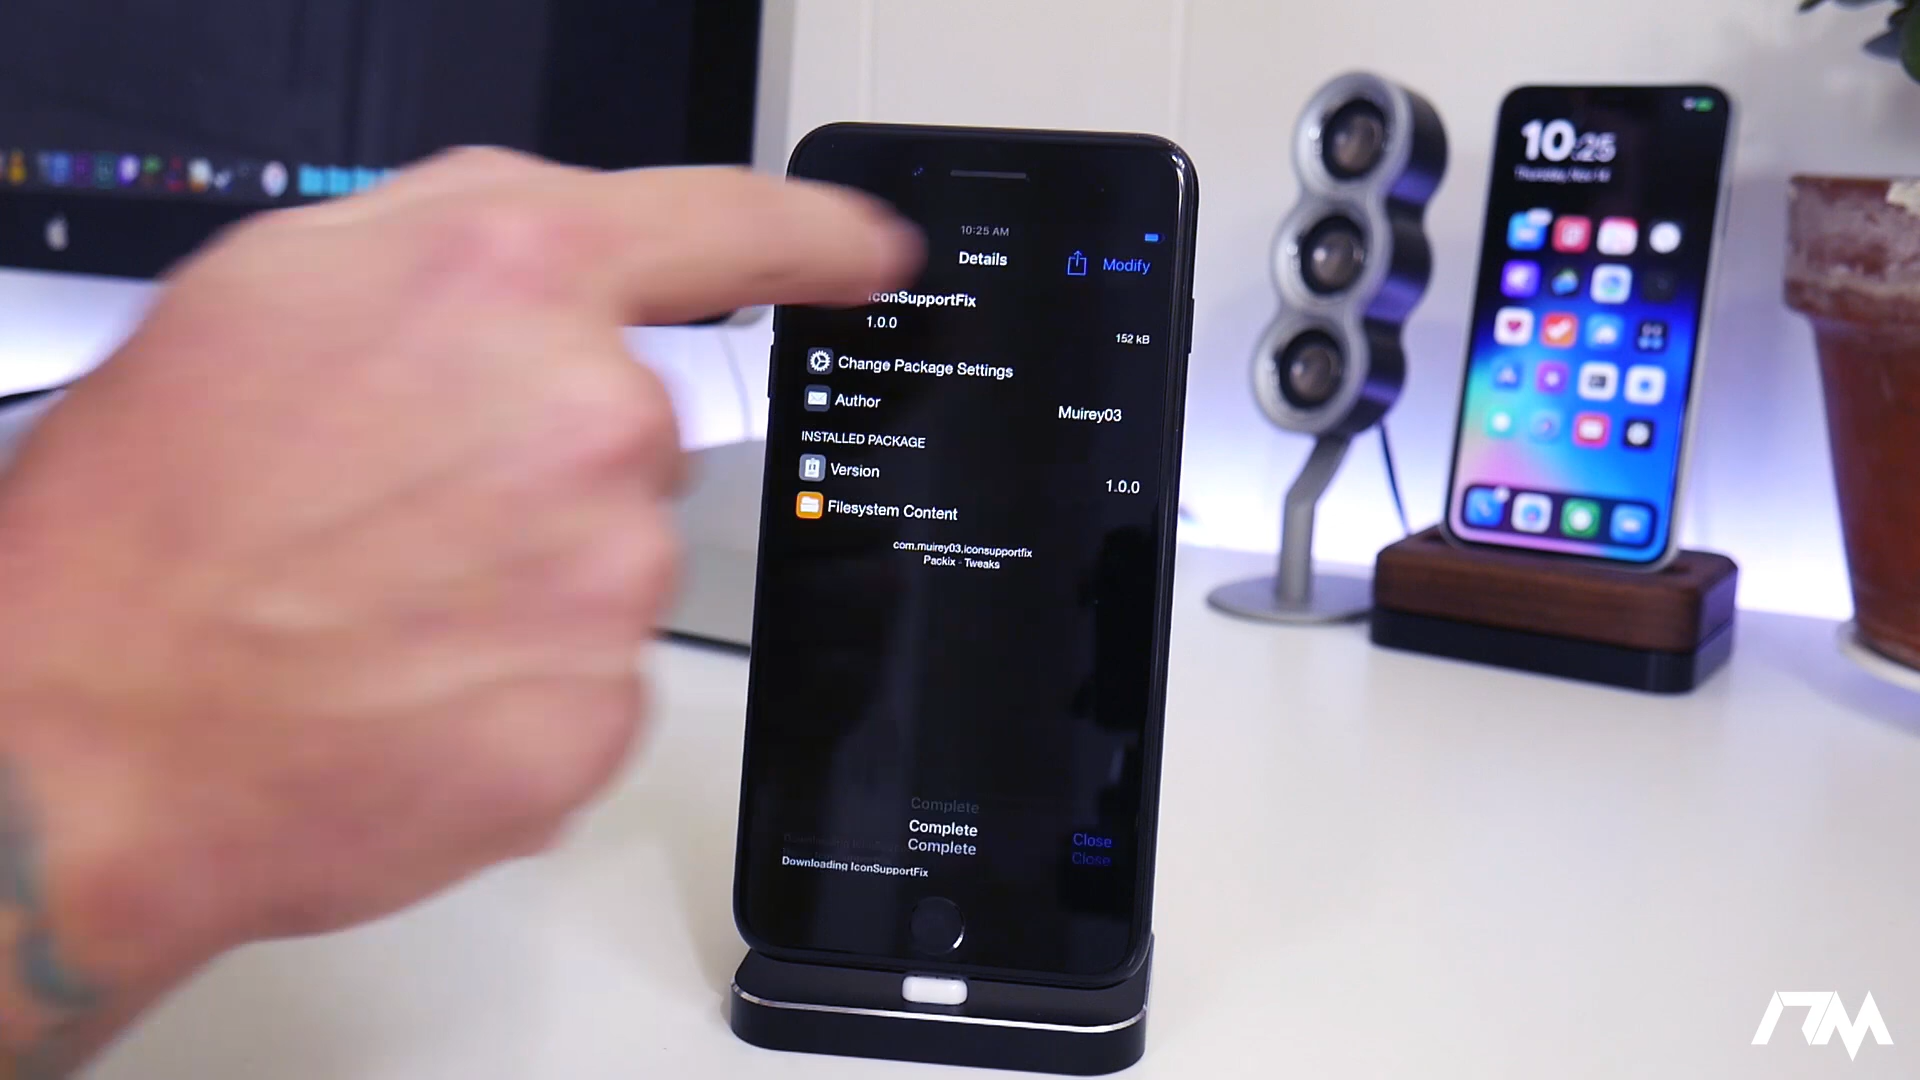 10:25 AM
Details
Modify
IconSupportFix
1.0.0
152 kB
Change Package Settings
Author
Muirey03
INSTALLED PACKAGE
Version
1.0.0
Filesystem Content
com.muirey03.iconsupportfix
Packix - Tweaks
Complete
Complete
Close
Complete
Close
Downloading IconSupportFix
10:25